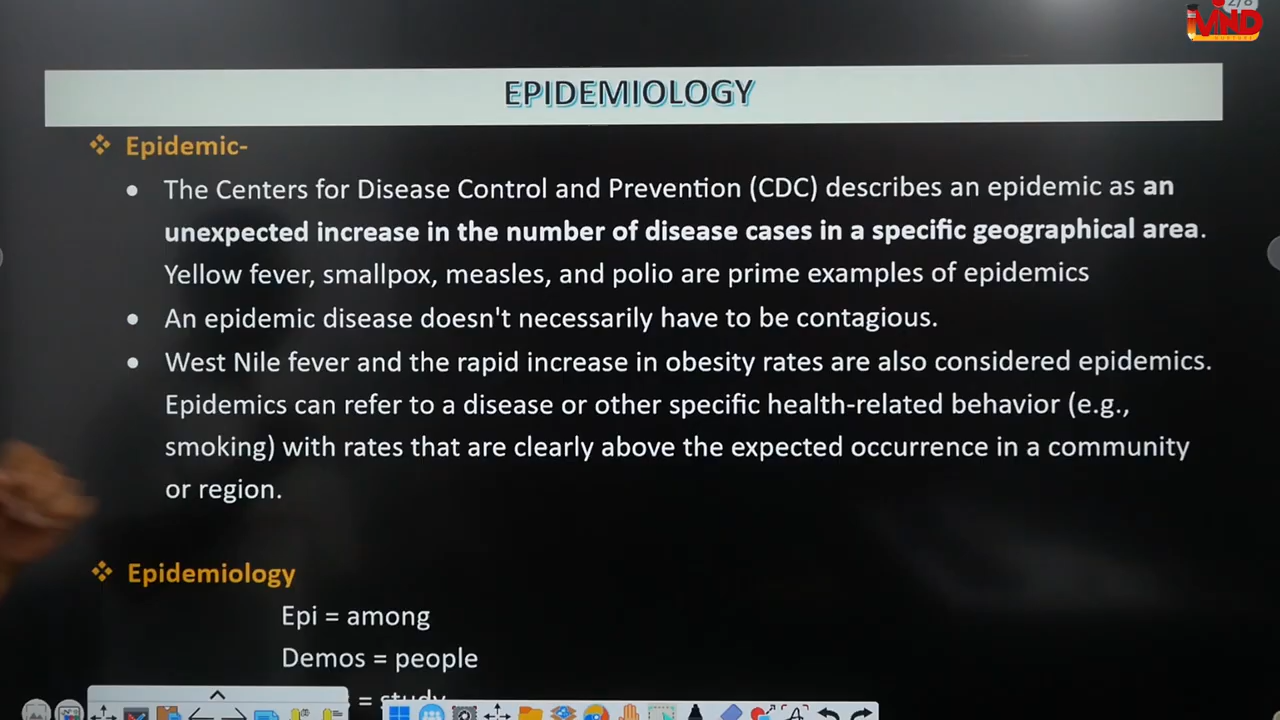 2/8
EPIDEMIOLOGY
Epidemic-
The Centers for Disease Control and Prevention (CDC) describes an epidemic as an
unexpected increase in the number of disease cases in a specific geographical area.
Yellow fever, smallpox, measles, and polio are prime examples of epidemics
An epidemic disease doesn't necessarily have to be contagious.
West Nile fever and the rapid increase in obesity rates are also considered epidemics.
Epidemics can refer to a disease or other specific health-related behavior (e.g.,
smoking) with rates that are clearly above the expected occurrence in a community
or region.
Epidemiology
Epi = among
Demos = people
= study